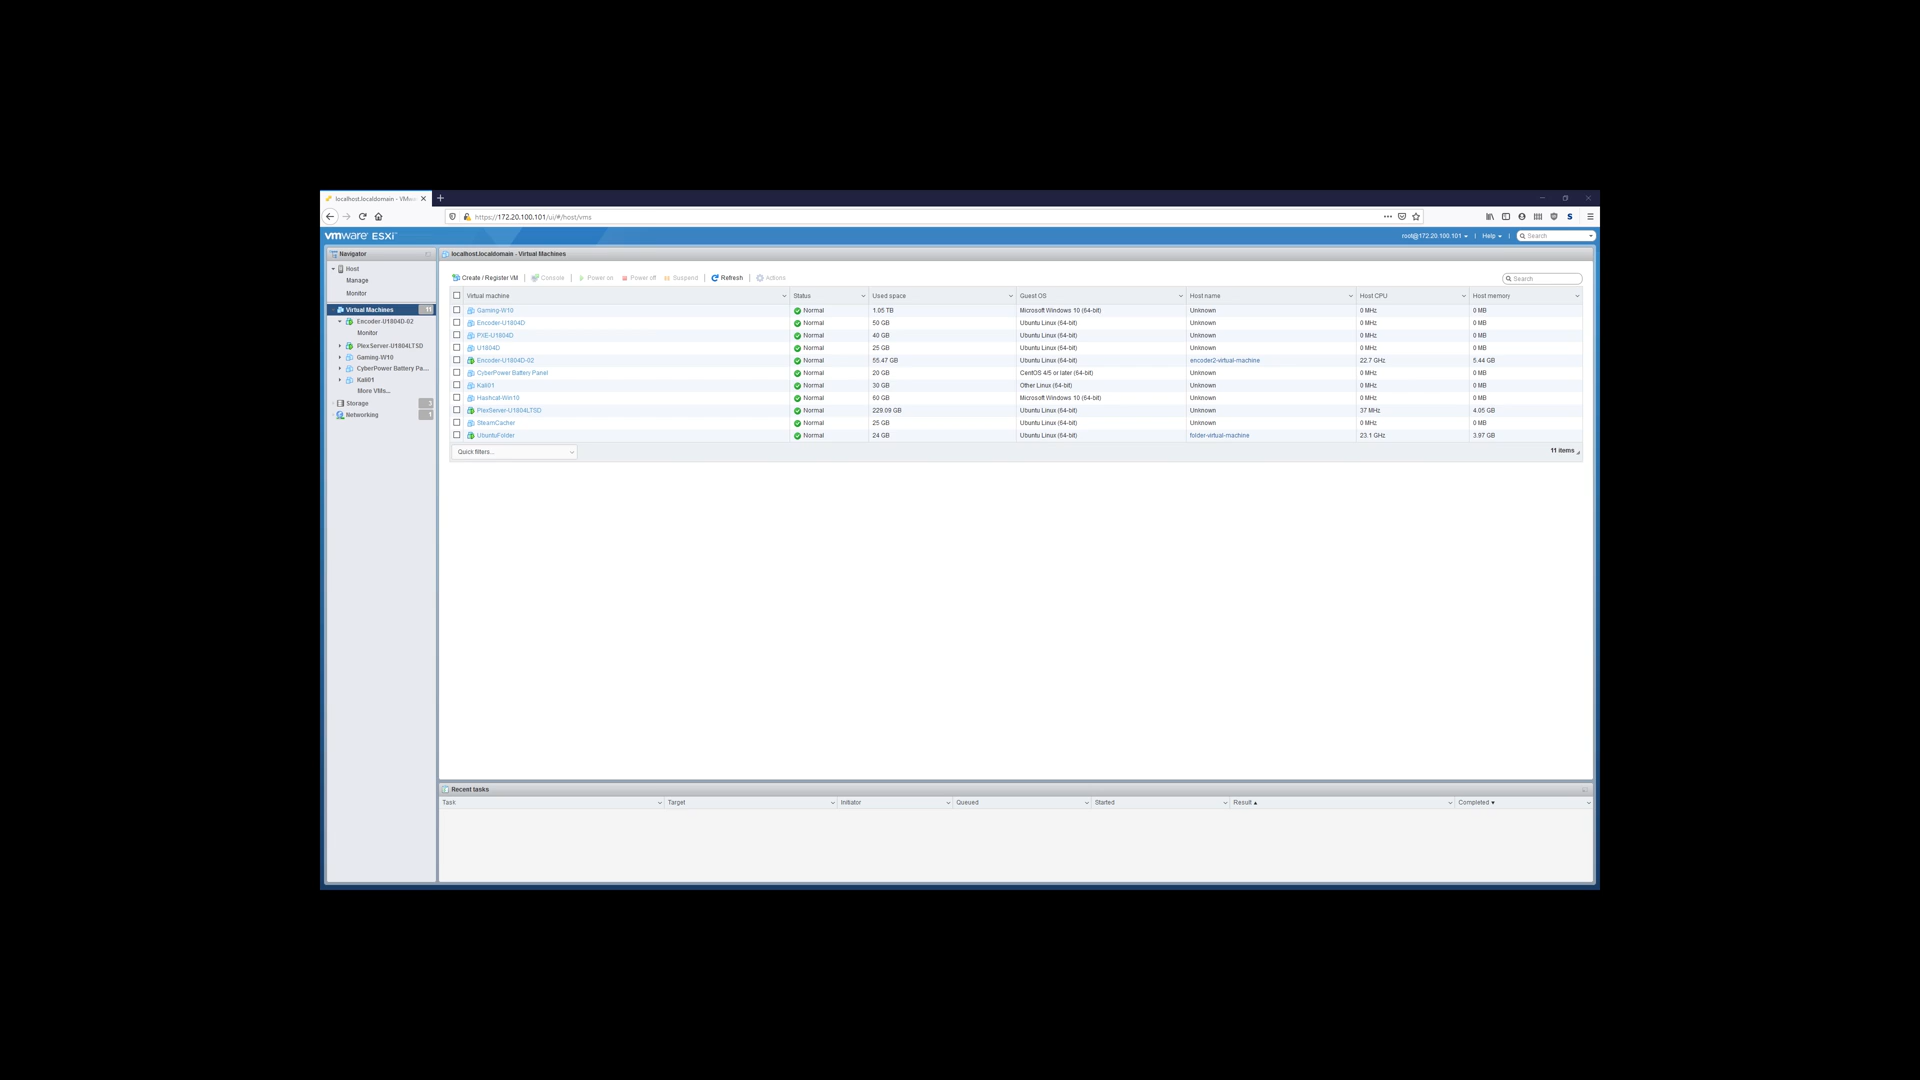 localhost.localdomain - VMwa
https://172.20.100.101/ui/#/host/vms
vmware ESXi
root@172.20.100.101 | Help | Search
Navigator
Host
Manage
Monitor
Virtual Machines 11
Encoder-U1804D-02
Monitor
PlexServer-U1804LTSD
Gaming-W10
CyberPower Battery Pa...
Kali01
More VMs...
Storage 3
Networking 1
localhost.localdomain - Virtual Machines
Create / Register VM | Console | Power on Power off Suspend | Refresh | Actions
Search
Virtual machine Status Used space Guest OS Host name Host CPU Host memory
Gaming-W10 Normal 1.05 TB Microsoft Windows 10 (64-bit) Unknown 0 MHz 0 MB
Encoder-U1804D Normal 50 GB Ubuntu Linux (64-bit) Unknown 0 MHz 0 MB
PXE-U1804D Normal 40 GB Ubuntu Linux (64-bit) Unknown 0 MHz 0 MB
U1804D Normal 25 GB Ubuntu Linux (64-bit) Unknown 0 MHz 0 MB
Encoder-U1804D-02 Normal 55.47 GB Ubuntu Linux (64-bit) encoder2-virtual-machine 22.7 GHz 5.44 GB
CyberPower Battery Panel Normal 20 GB CentOS 4/5 or later (64-bit) Unknown 0 MHz 0 MB
Kali01 Normal 30 GB Other Linux (64-bit) Unknown 0 MHz 0 MB
Hashcat-Win10 Normal 60 GB Microsoft Windows 10 (64-bit) Unknown 0 MHz 0 MB
PlexServer-U1804LTSD Normal 229.09 GB Ubuntu Linux (64-bit) Unknown 37 MHz 4.05 GB
SteamCacher Normal 25 GB Ubuntu Linux (64-bit) Unknown 0 MHz 0 MB
UbuntuFolder Normal 24 GB Ubuntu Linux (64-bit) folder-virtual-machine 23.1 GHz 3.97 GB
Quick filters...
11 items
Recent tasks
Task Target Initiator Queued Started Result Completed